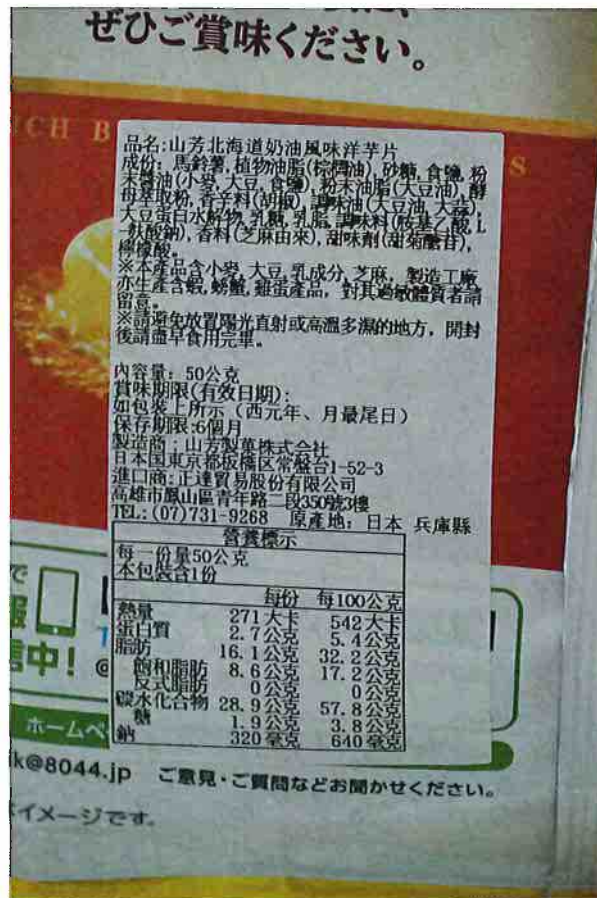 ぜひご賞味ください。
品名:山芳北海道奶油風味洋芋片
成份: 馬鈴薯, 植物油脂(棕櫚油), 砂糖, 食鹽, 粉
末醬油(小麥, 大豆, 食鹽), 粉末油脂(大豆油), 酵
母萃取粉, 香辛料(胡椒), 調味油(大豆油, 大蒜),
大豆蛋白水解物, 乳糖, 乳脂, 調味料(胺基乙酸, L
-麩酸鈉), 香料(芝麻由來), 甜味劑(甜菊醣苷),
檸檬酸。
※本產品含小麥, 大豆, 乳成分, 芝麻, 製造工廠
亦生產含蝦, 螃蟹, 雞蛋產品, 對其過敏體質者請
留意。
※請避免放置陽光直射或高溫多濕的地方, 開封
後請盡早食用完畢。
內容量: 50公克
賞味期限(有效日期):
如包裝上所示 (西元年、月最尾日)
保存期限:6個月
製造商: 山芳製菓株式会社
日本国東京都板橋区常盤台1-52-3
進口商: 正達貿易股份有限公司
高雄市鳳山區青年路二段350號3樓
TEL: (07)731-9268 原產地: 日本 兵庫縣
營養標示
每一份量50公克
本包裝含1份
每份 每100公克
熱量 271大卡 542大卡
蛋白質 2.7公克 5.4公克
脂肪 16.1公克 32.2公克
飽和脂肪 8.6公克 17.2公克
反式脂肪 0公克 0公克
碳水化合物 28.9公克 57.8公克
糖 1.9公克 3.8公克
鈉 320毫克 640毫克
中!
@
ホームペ
k@8044.jp ご意見・ご質問などお聞かせください。
イメージです。